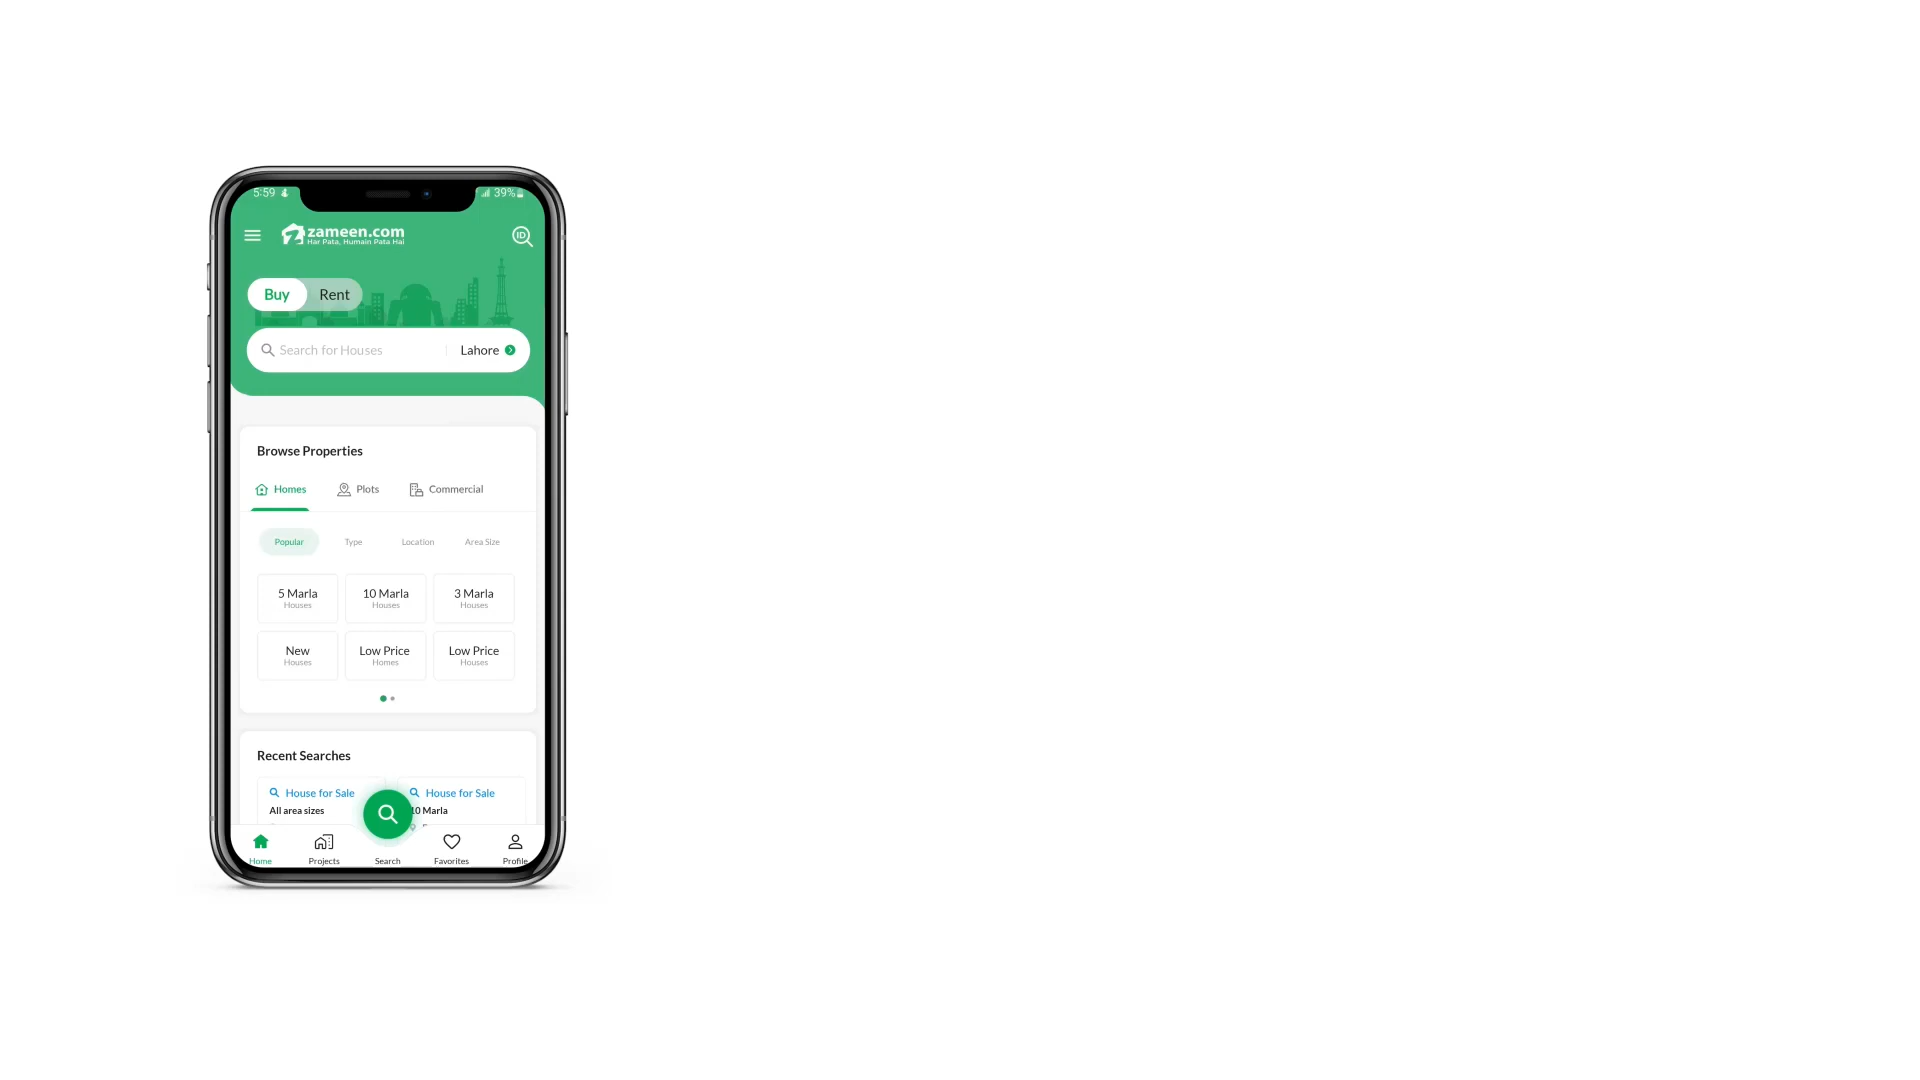 5:59
39%
zameen.com
Har Pata, Humain Pata Hai
ID
Buy Rent
Search for Houses Lahore
Browse Properties
Homes Plots Commercial
Popular Type Location Area Size
5 Marla 10 Marla 3 Marla
Houses Houses Houses
New Low Price Low Price
Houses Homes Houses
Recent Searches
House for Sale House for Sale
All area sizes 10 Marla
Home Projects Search Favorites Profile